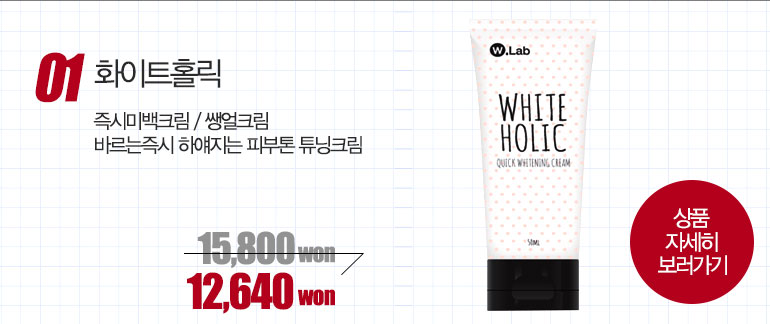 01 화이트홀릭
즉시미백크림 / 쌩얼크림
바르는즉시 하얘지는 피부톤 튜닝크림
15,800 won
12,640 won
W.Lab
WHITE
HOLIC
QUICK WHITENING CREAM
50ML
상품
자세히
보러가기